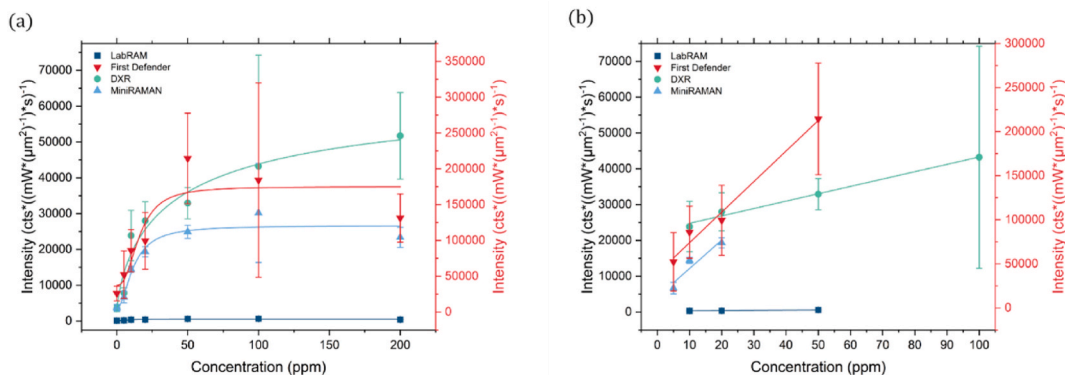 (a)
LabRAM
First Defender
DXR
MiniRAMAN
Intensity (cts*((mW*(μm²)⁻¹)*s)⁻¹)
70000
60000
50000
40000
30000
20000
10000
0
350000
300000
250000
200000
150000
100000
50000
0
Intensity (cts*((mW*(μm²)⁻¹)*s)⁻¹)
0 50 100 150 200
Concentration (ppm)
(b)
LabRAM
First Defender
DXR
MiniRAMAN
Intensity (cts*((mW*(μm²)⁻¹)*s)⁻¹)
70000
60000
50000
40000
30000
20000
10000
0
300000
250000
200000
150000
100000
50000
0
Intensity (cts*((mW*(μm²)⁻¹)*s)⁻¹)
0 10 20 30 40 50 60 70 80 90 100
Concentration (ppm)